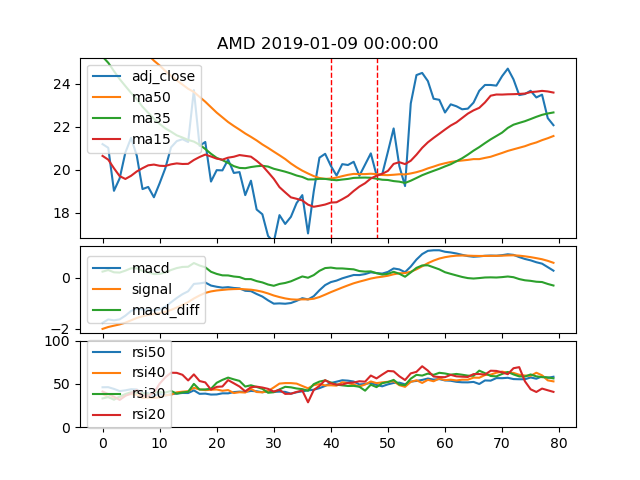 AMD 2019-01-09 00:00:00
24
22
20
18
adj_close
ma50
ma35
ma15
0
−2
macd
signal
macd_diff
100
50
0
rsi50
rsi40
rsi30
rsi20
0 10 20 30 40 50 60 70 80